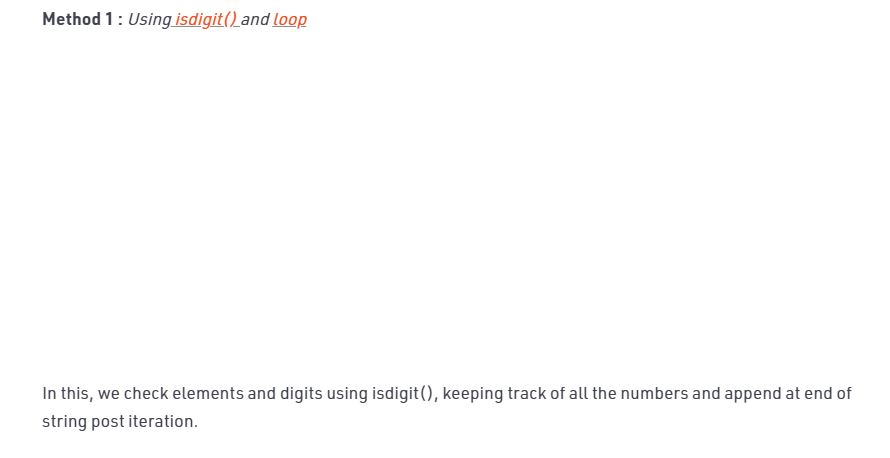 Method 1 : Using isdigit() and loop
In this, we check elements and digits using isdigit(), keeping track of all the numbers and append at end of
string post iteration.